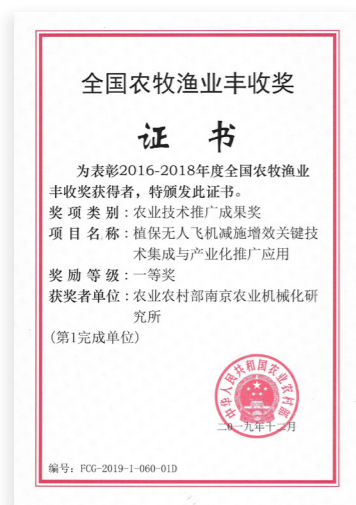 全国农牧渔业丰收奖
证 书
为表彰2016-2018年度全国农牧渔业
丰收奖获得者，特颁发此证书。
奖 项 类 别：农业技术推广成果奖
项 目 名 称：植保无人飞机减施增效关键技
术集成与产业化推广应用
奖 励 等 级：一等奖
获奖者单位：农业农村部南京农业机械化研
究所
(第1完成单位)
中华人民共和国农业农村部
二〇一九年十二月
编号：FCG-2019-1-060-01D